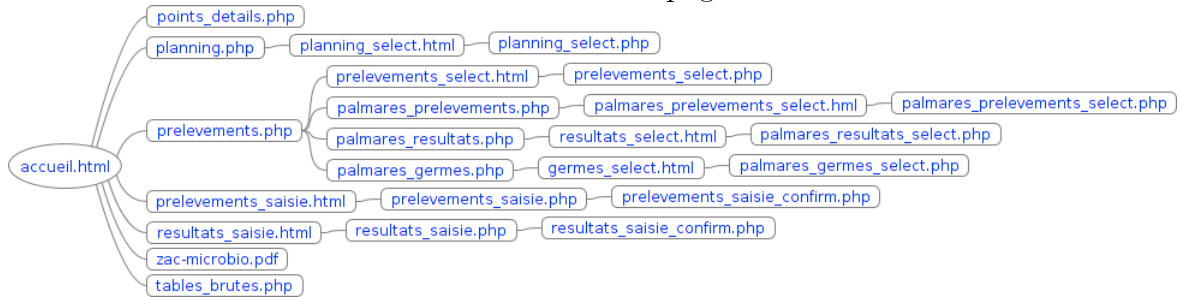 points_details.php
planning.php
planning_select.html
planning_select.php
prelevements_select.html
prelevements_select.php
palmares_prelevements.php
palmares_prelevements_select.hml
palmares_prelevements_select.php
prelevements.php
palmares_resultats.php
resultats_select.html
palmares_resultats_select.php
accueil.html
palmares_germes.php
germes_select.html
palmares_germes_select.php
prelevements_saisie.html
prelevements_saisie.php
prelevements_saisie_confirm.php
resultats_saisie.html
resultats_saisie.php
resultats_saisie_confirm.php
zac-microbio.pdf
tables_brutes.php